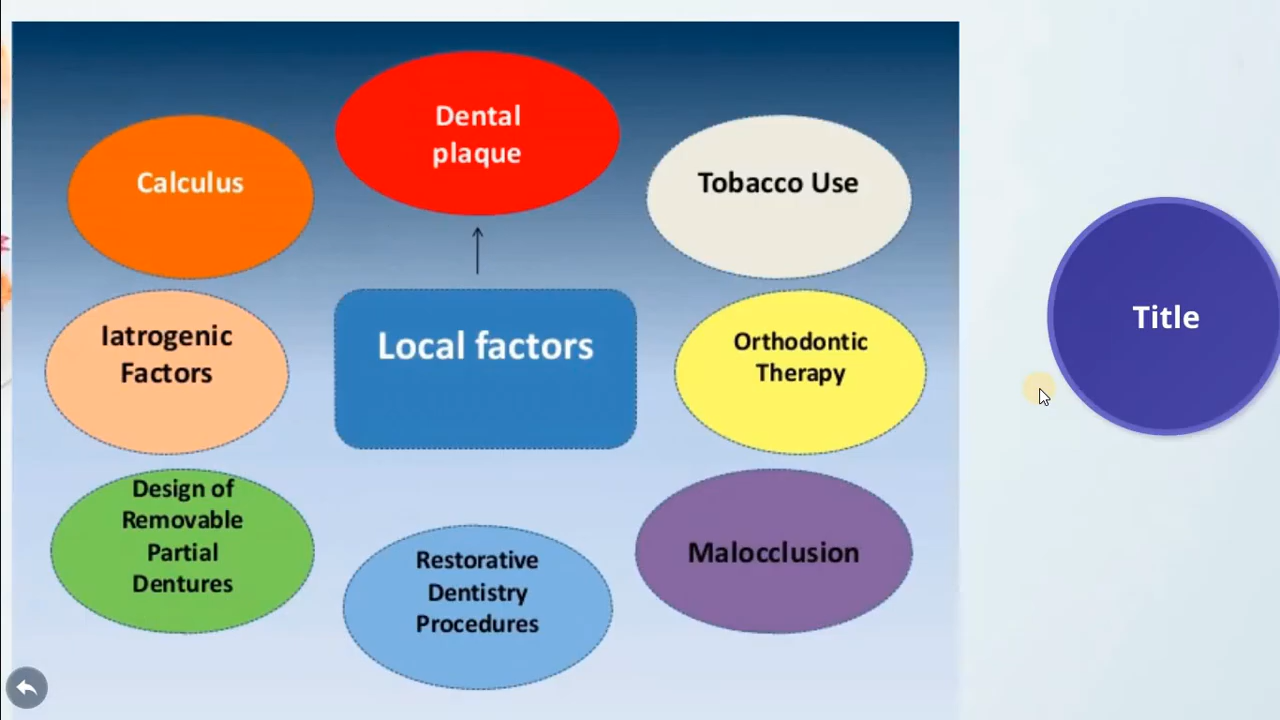 Dental
plaque
Calculus
Tobacco Use
Iatrogenic
Factors
Local factors
Orthodontic
Therapy
Title
Design of
Removable
Partial
Dentures
Restorative
Dentistry
Procedures
Malocclusion